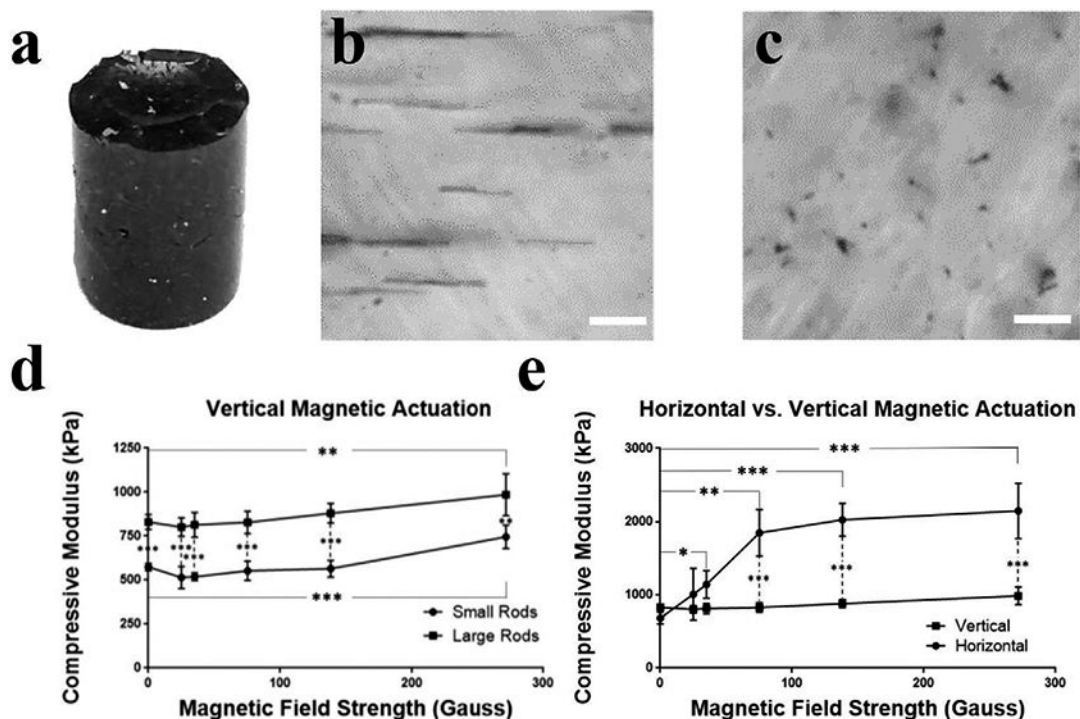 a
b
c
d
Vertical Magnetic Actuation
Compressive Modulus (kPa)
1250
1000
750
500
250
0
**
***
***
***
***
***
**
***
Small Rods
Large Rods
0
100
200
300
Magnetic Field Strength (Gauss)
e
Horizontal vs. Vertical Magnetic Actuation
Compressive Modulus (kPa)
3000
2000
1000
0
***
***
**
*
***
***
***
Vertical
Horizontal
0
100
200
300
Magnetic Field Strength (Gauss)